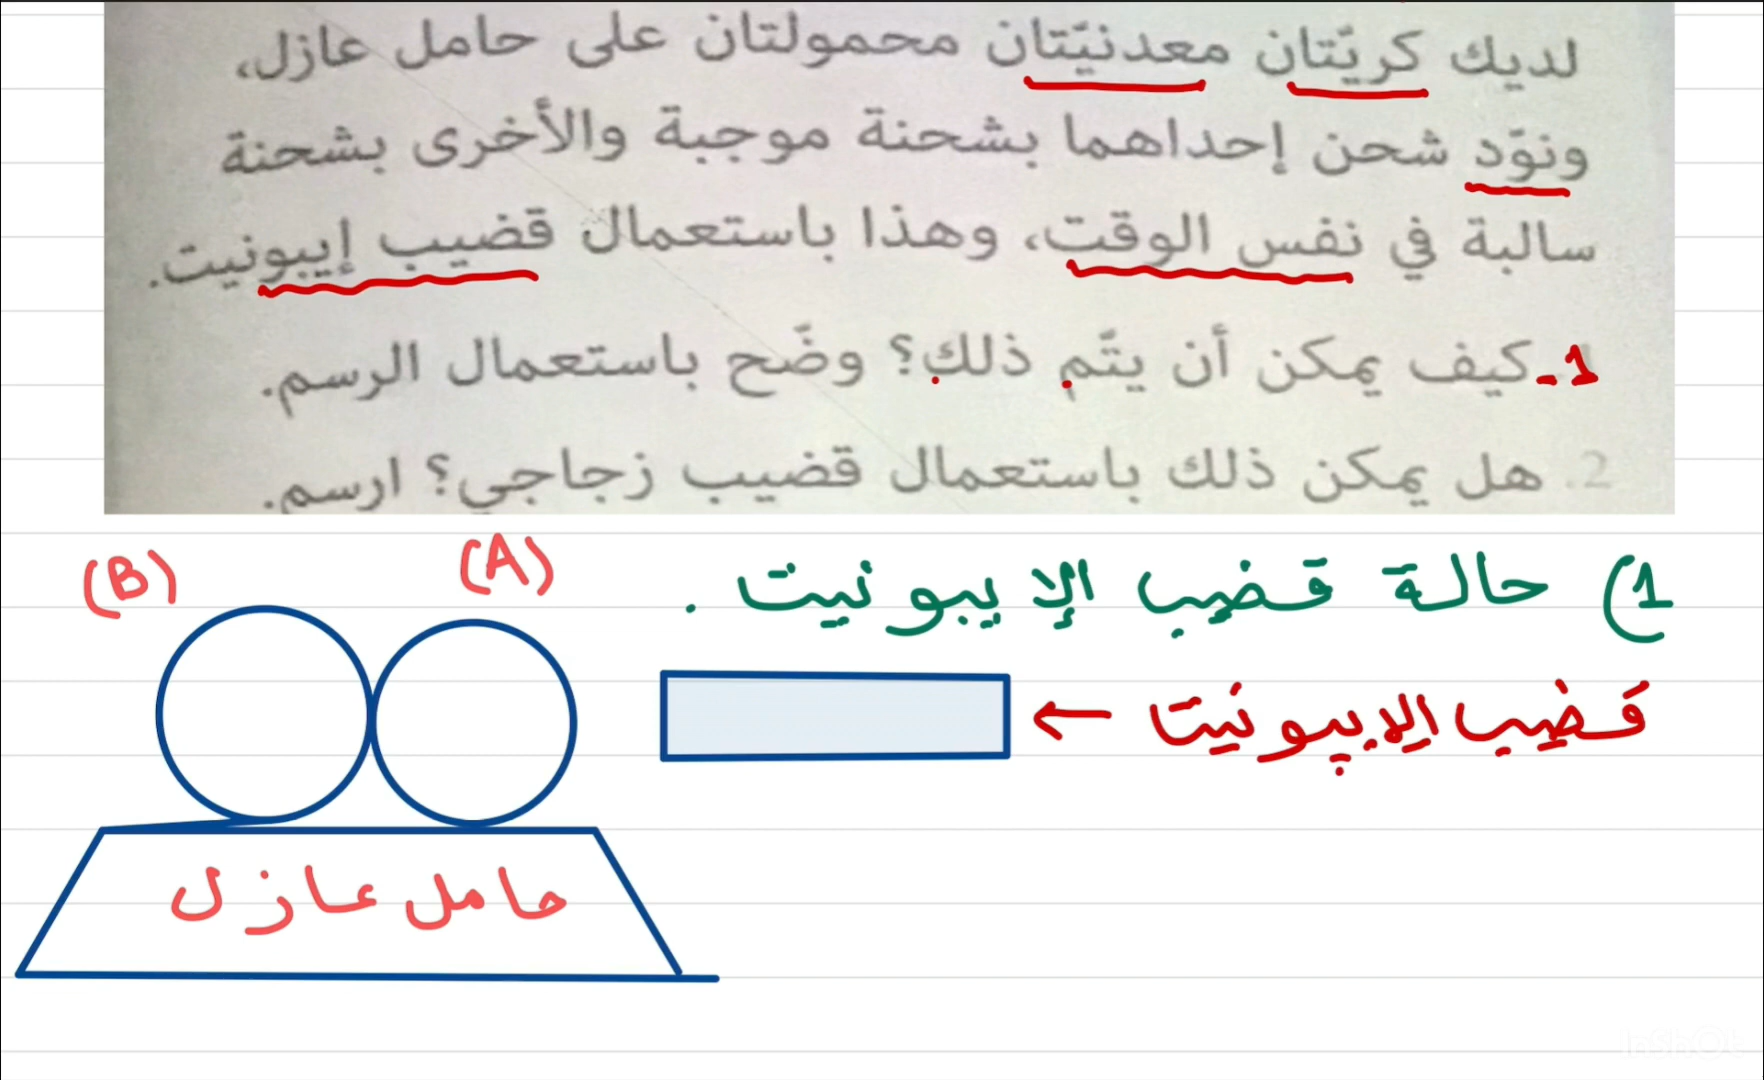 لديك كريّتان معدنيّتان محمولتان على حامل عازل،
ونوّد شحن إحداهما بشحنة موجبة والأخرى بشحنة
سالبة في نفس الوقت، وهذا باستعمال قضيب إيبونيت.
1- كيف يمكن أن يتّم ذلك؟ وضّح باستعمال الرسم.
2. هل يمكن ذلك باستعمال قضيب زجاجي؟ ارسم.
1) حالة قضيب الإيبونيت .
(B) (A)
قضيب الإيبونيت ←
حامل عازل
InShOt